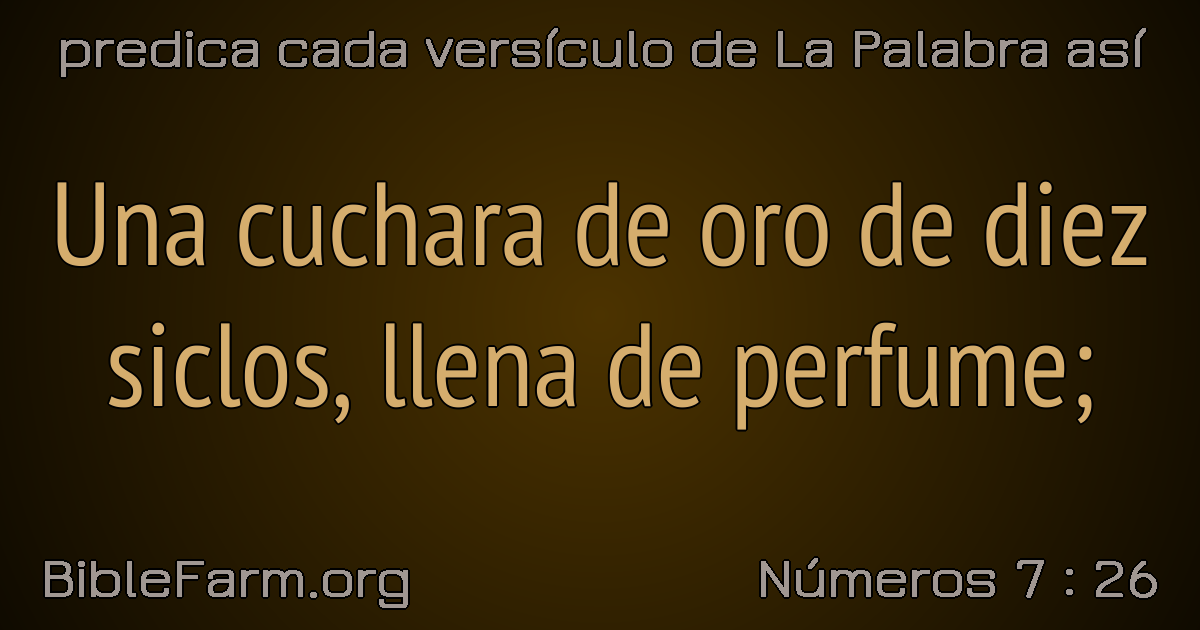 predica cada versículo de La Palabra así
Una cuchara de oro de diez
siclos, llena de perfume;
BibleFarm.org
Números 7 : 26